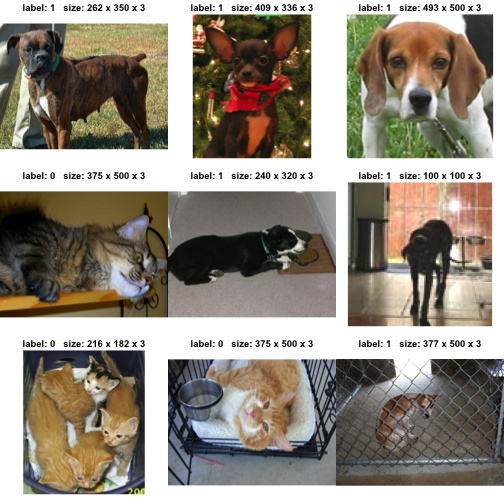 label: 1 size: 262 x 350 x 3
label: 1 size: 409 x 336 x 3
label: 1 size: 493 x 500 x 3
label: 0 size: 375 x 500 x 3
label: 1 size: 240 x 320 x 3
label: 1 size: 100 x 100 x 3
label: 0 size: 216 x 182 x 3
label: 0 size: 375 x 500 x 3
label: 1 size: 377 x 500 x 3
200